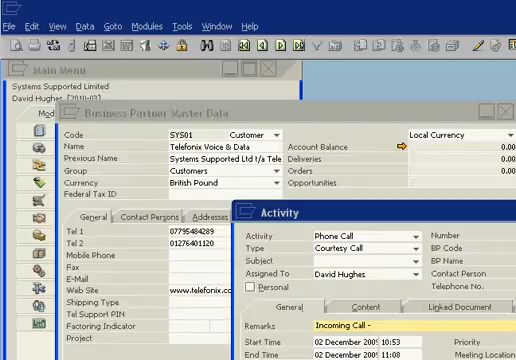 File Edit View Data Goto Modules Tools Window Help
Main Menu
Systems Supported Limited
David Hughes [2010-03]
Mod
Business Partner Master Data
Code SYS01 Customer Local Currency
Name Telefonix Voice & Data Account Balance 0.00
Previous Name Systems Supported Ltd t/a Tele Deliveries 0.00
Group Customers Orders 0.00
Currency British Pound Opportunities
Federal Tax ID
General Contact Persons Addresses
Tel 1 07795484289
Tel 2 01276401120
Mobile Phone
Fax
E-Mail
Web Site www.telefonix.co
Shipping Type
Tel Support PIN
Factoring Indicator
Project
Activity
Activity Phone Call Number
Type Courtesy Call BP Code
Subject BP Name
Assigned To David Hughes Contact Person
Personal Telephone No.
General Content Linked Document
Remarks Incoming Call -
Start Time 02 December 2009 10:53 Priority
End Time 02 December 2009 11:08 Meeting Location